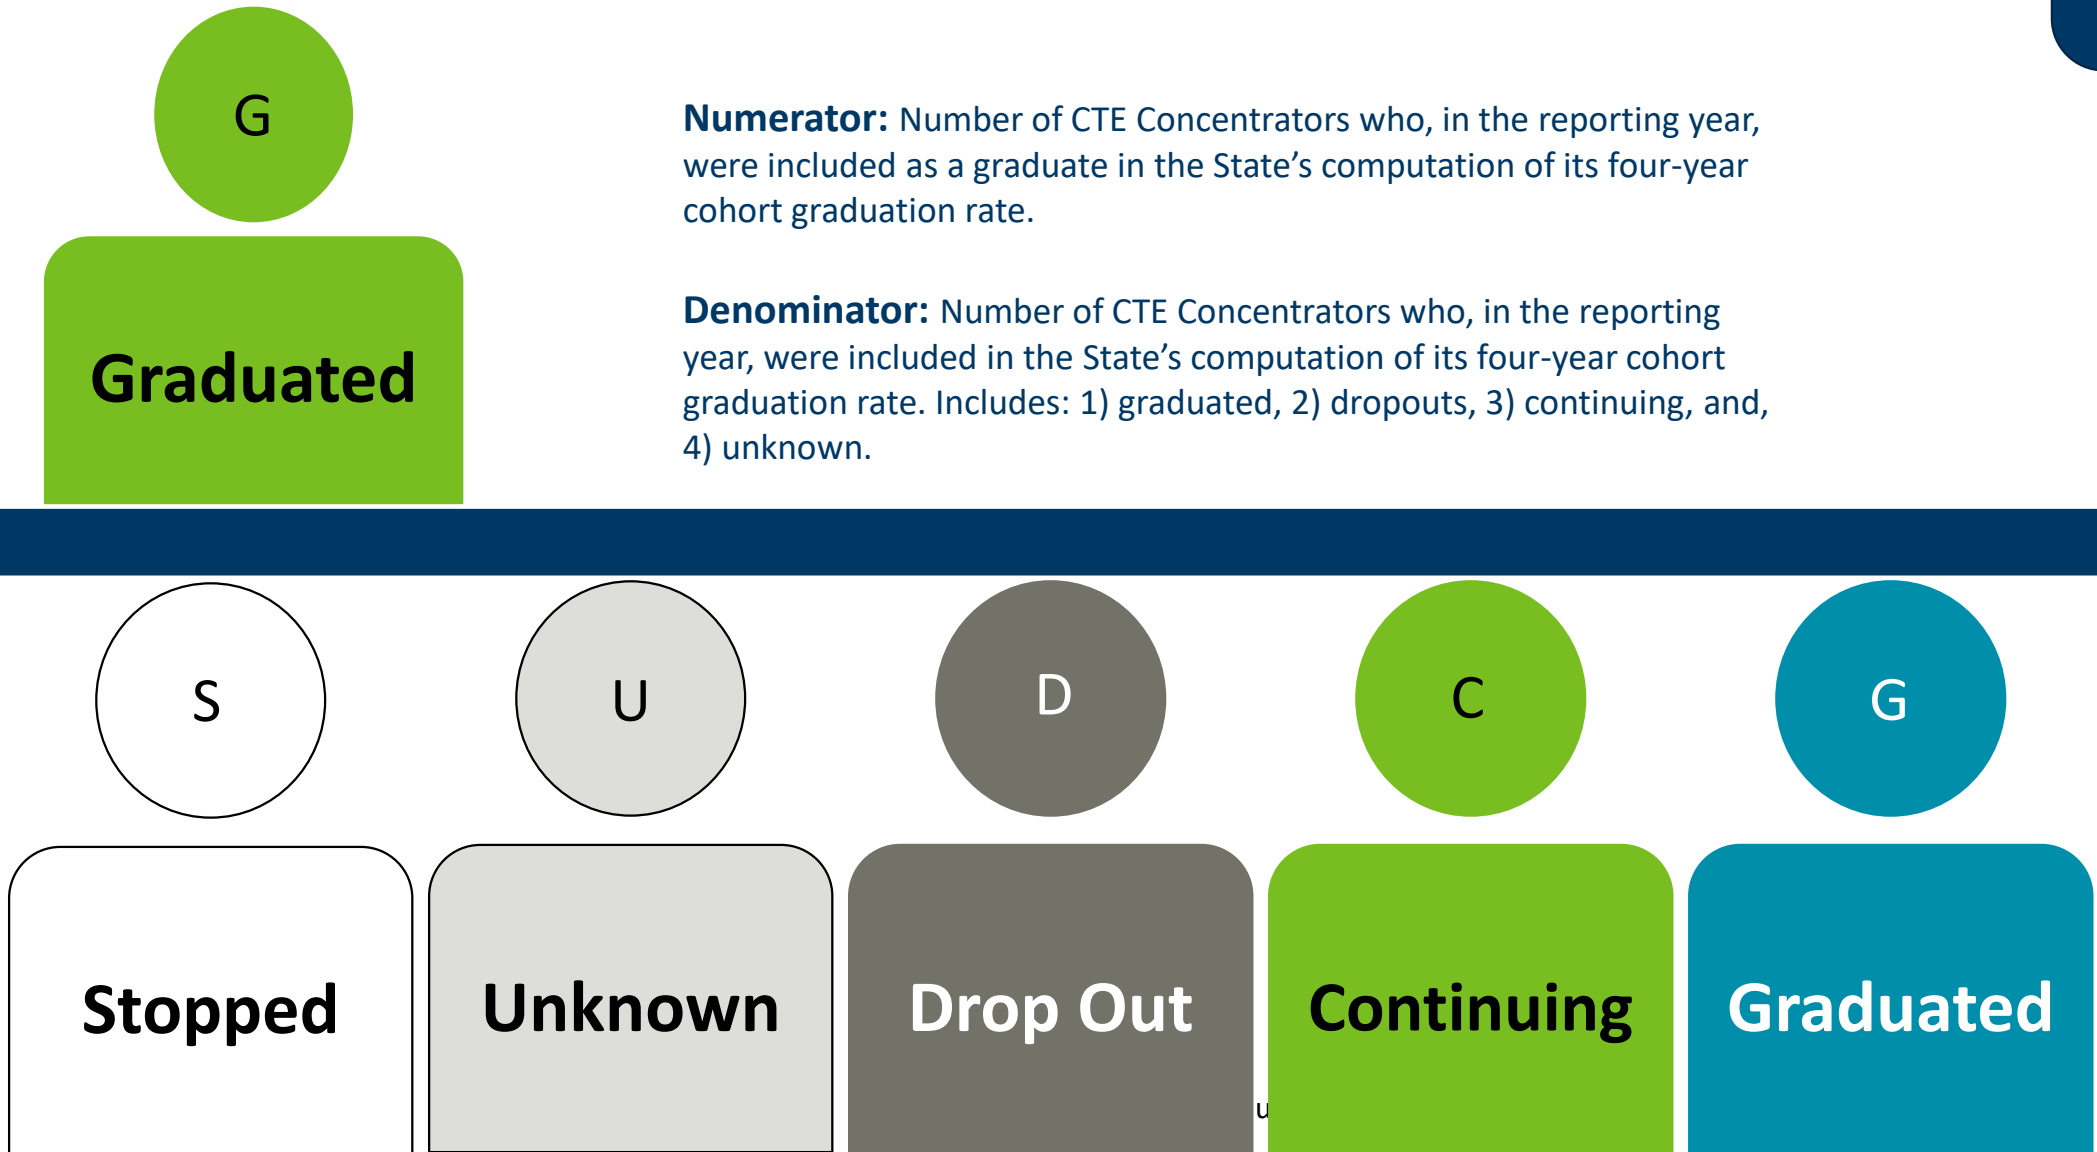 G
Graduated
Numerator: Number of CTE Concentrators who, in the reporting year,
were included as a graduate in the State’s computation of its four-year
cohort graduation rate.
Denominator: Number of CTE Concentrators who, in the reporting
year, were included in the State’s computation of its four-year cohort
graduation rate. Includes: 1) graduated, 2) dropouts, 3) continuing, and,
4) unknown.
S
U
D
C
G
Stopped
Unknown
Drop Out
Continuing
Graduated